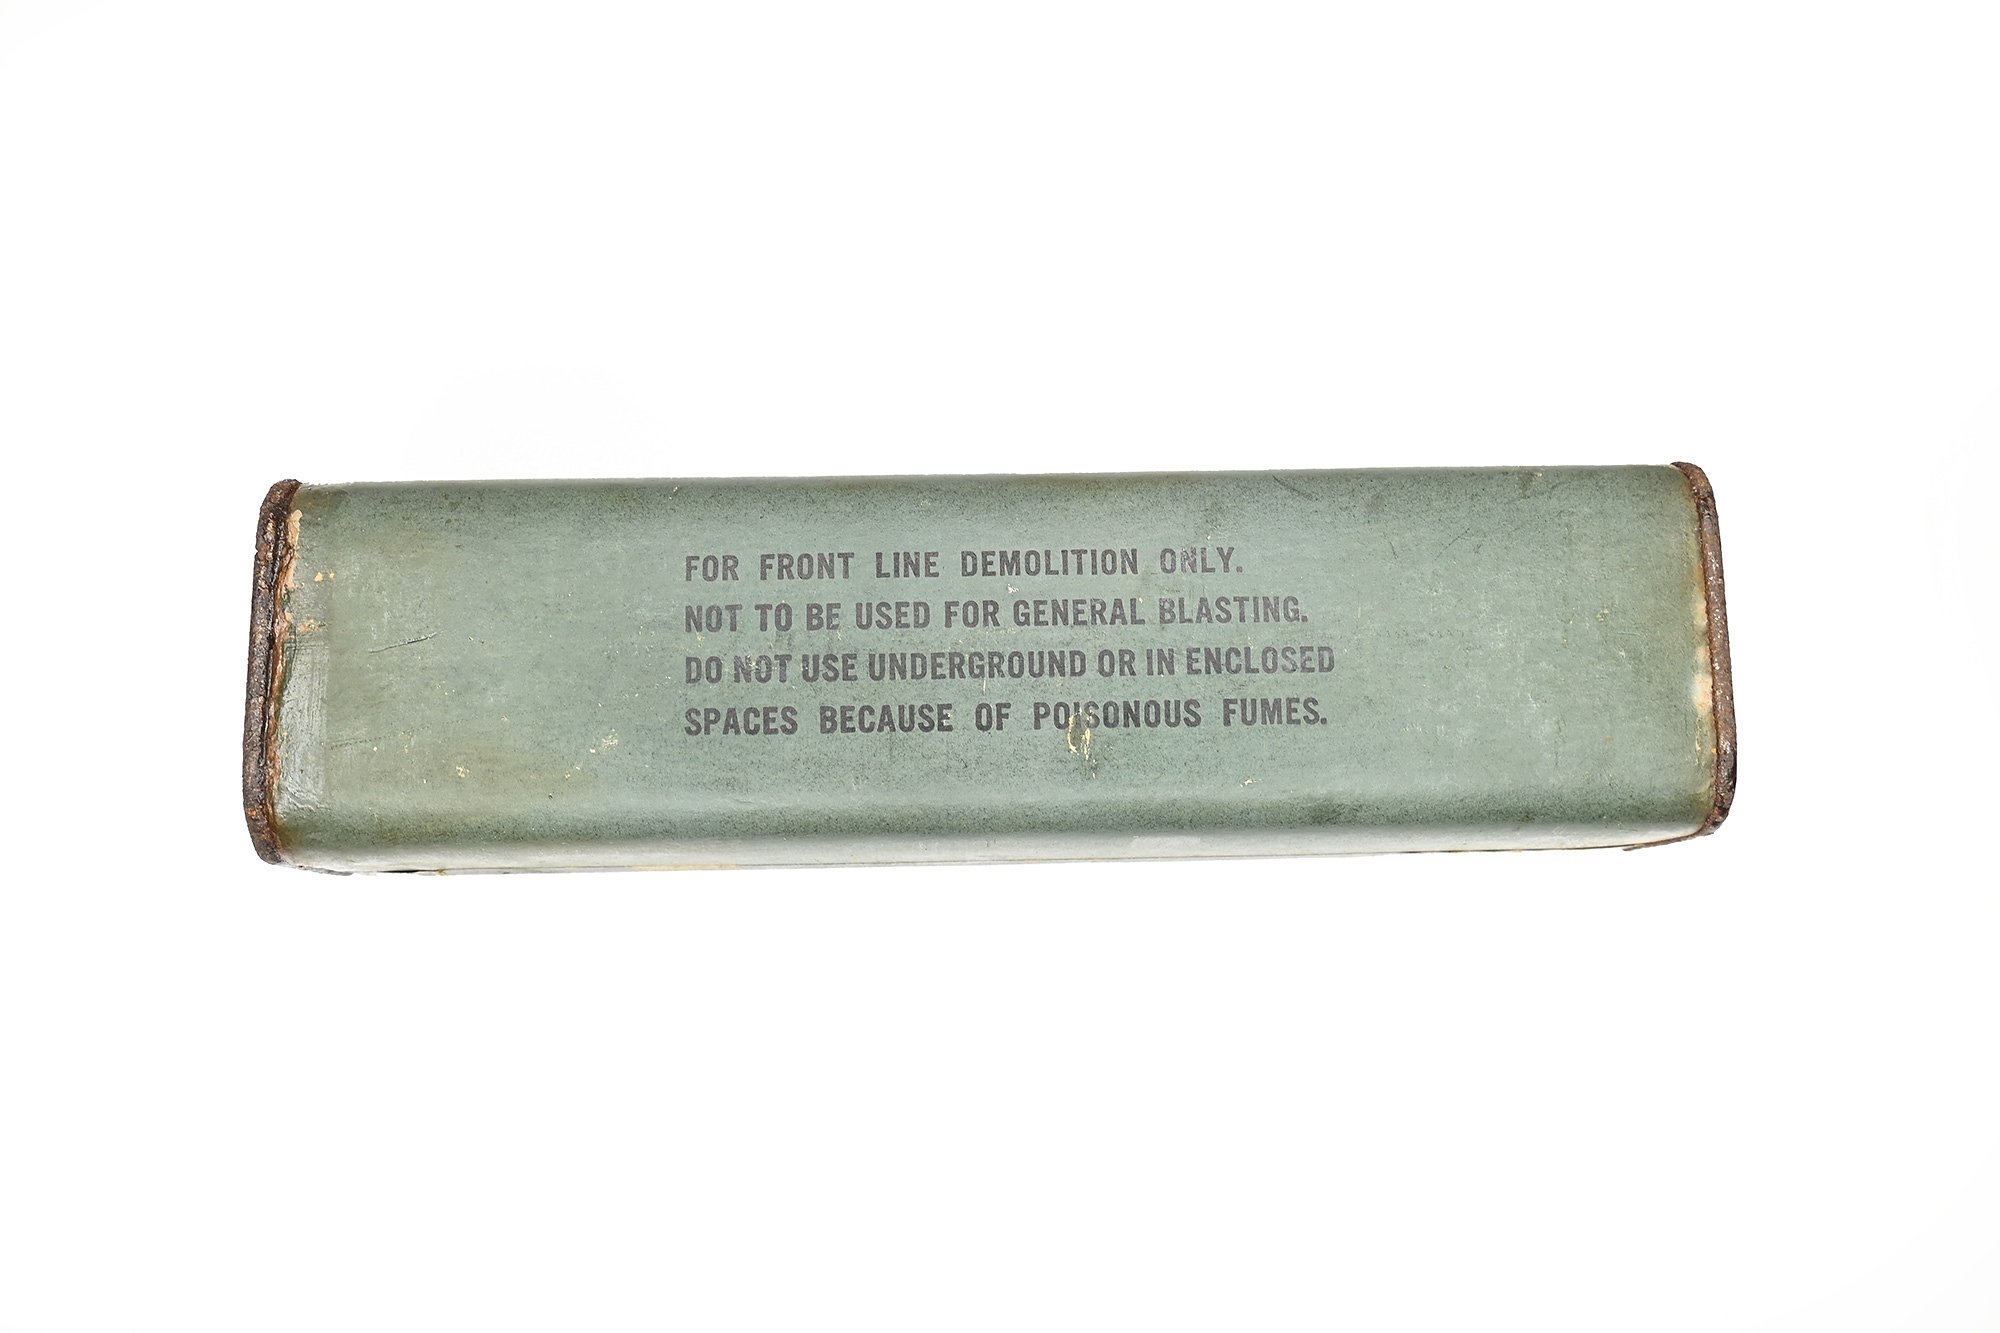 FOR FRONT LINE DEMOLITION ONLY.
NOT TO BE USED FOR GENERAL BLASTING.
DO NOT USE UNDERGROUND OR IN ENCLOSED
SPACES BECAUSE OF POISONOUS FUMES.